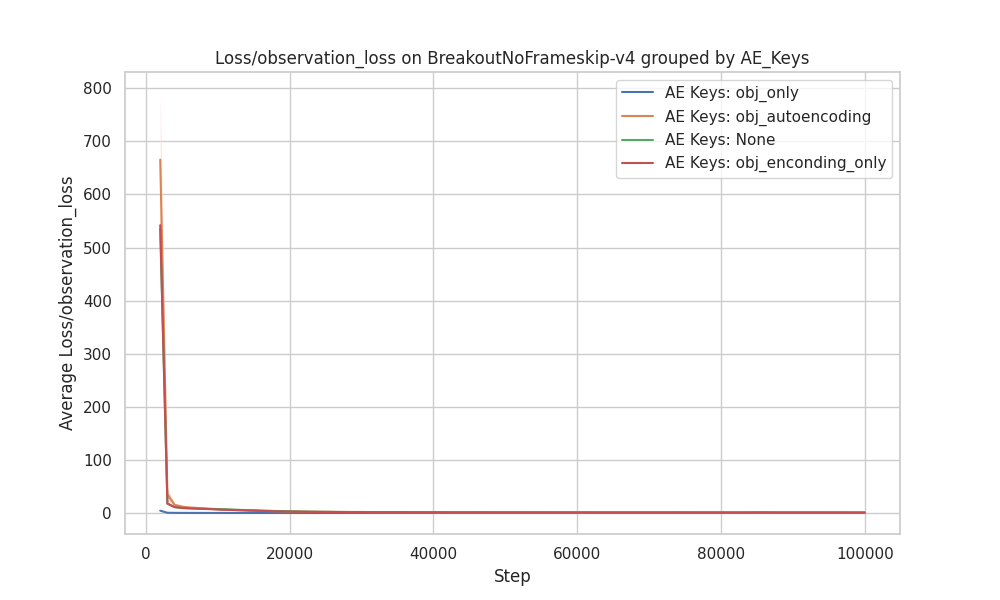 Loss/observation_loss on BreakoutNoFrameskip-v4 grouped by AE_Keys
AE Keys: obj_only
AE Keys: obj_autoencoding
AE Keys: None
AE Keys: obj_enconding_only
Average Loss/observation_loss
800
700
600
500
400
300
200
100
0
0 20000 40000 60000 80000 100000
Step